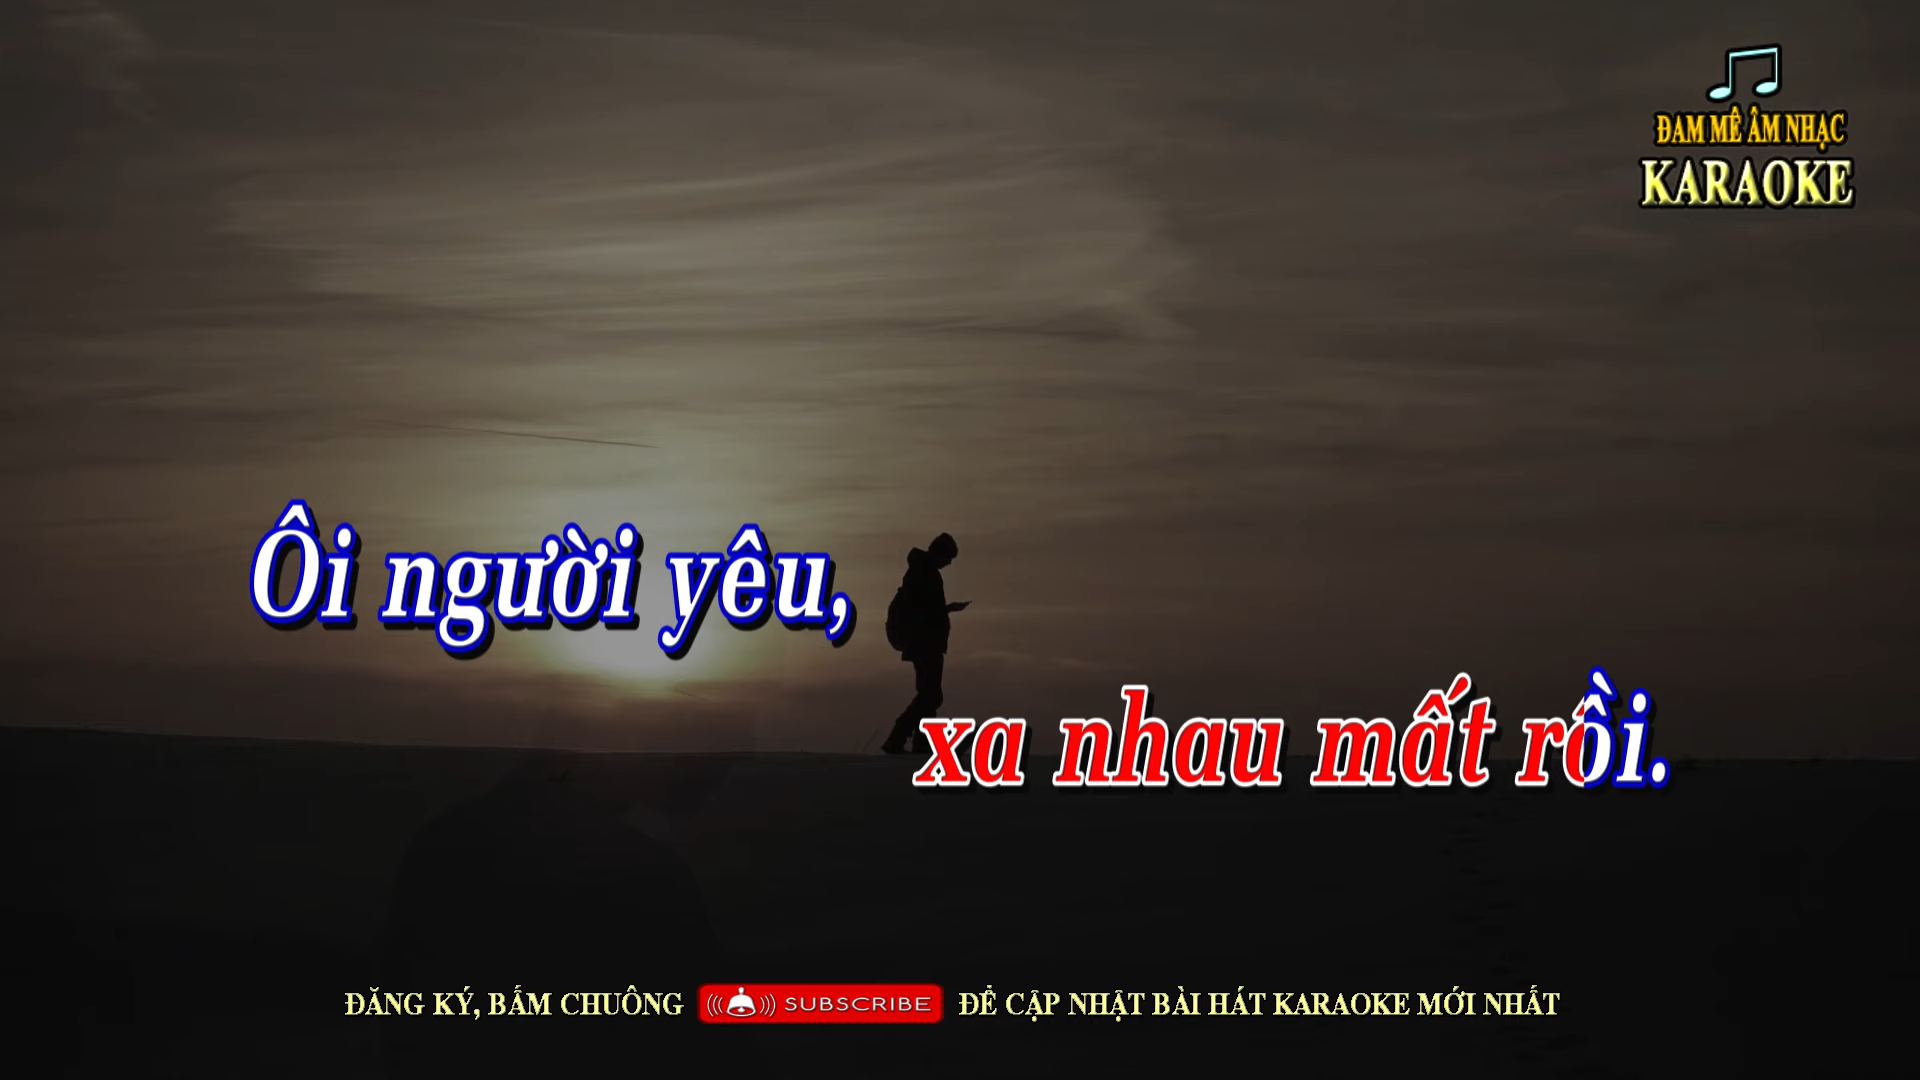 ĐAM MÊ ÂM NHẠC
KARAOKE
Ôi người yêu,
xa nhau mất rồi.
ĐĂNG KÝ, BẤM CHUÔNG SUBSCRIBE ĐỂ CẬP NHẬT BÀI HÁT KARAOKE MỚI NHẤT